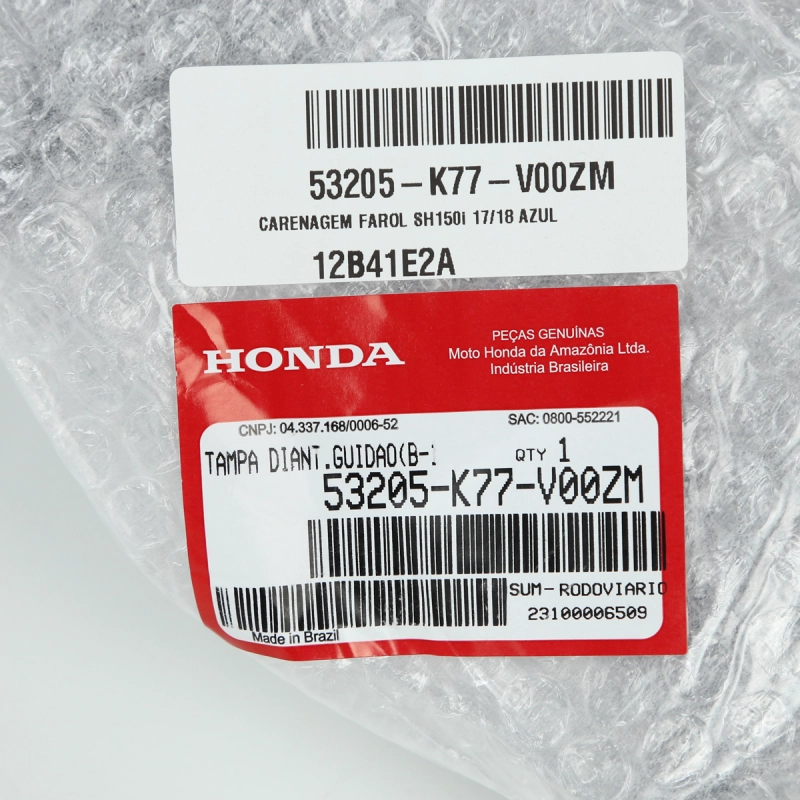 53205-K77-V00ZM
CARENAGEM FAROL SH150i 17/18 AZUL
12B41E2A
HONDA
PEÇAS GENUÍNAS
Moto Honda da Amazônia Ltda.
Indústria Brasileira
CNPJ: 04.337.168/0006-52 SAC: 0800-552221
TAMPA DIANT.GUIDAO(B-1 QTY 1
53205-K77-V00ZM
SUM-RODOVIARIO
23100006509
Made in Brazil